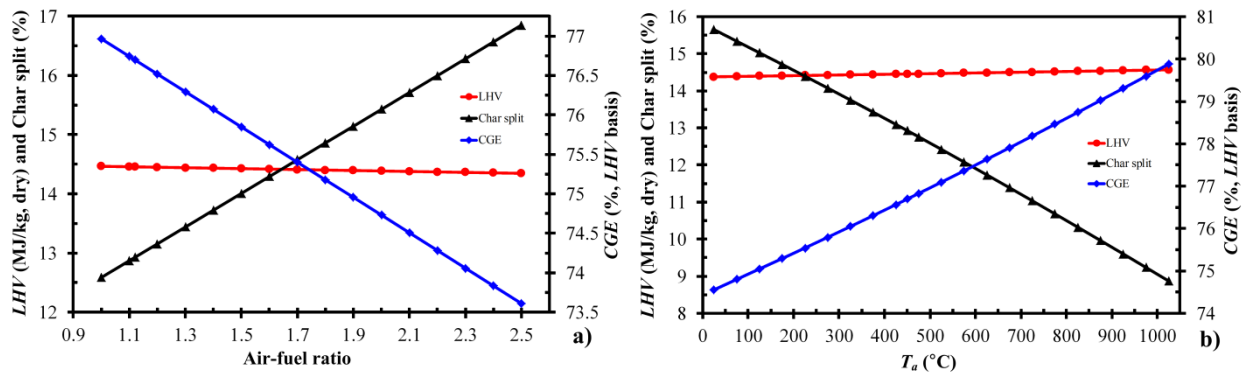 LHV (MJ/kg, dry) and Char split (%)
17
16
15
14
13
12
LHV
Char split
CGE
77
76.5
76
75.5
75
74.5
74
73.5
CGE (%, LHV basis)
0.9 1.1 1.3 1.5 1.7 1.9 2.1 2.3 2.5
Air-fuel ratio
a)
LHV (MJ/kg, dry) and Char split (%)
16
15
14
13
12
11
10
9
8
LHV
Char split
CGE
81
80
79
78
77
76
75
74
CGE (%, LHV basis)
0 100 200 300 400 500 600 700 800 900 1000
Ta (°C)
b)